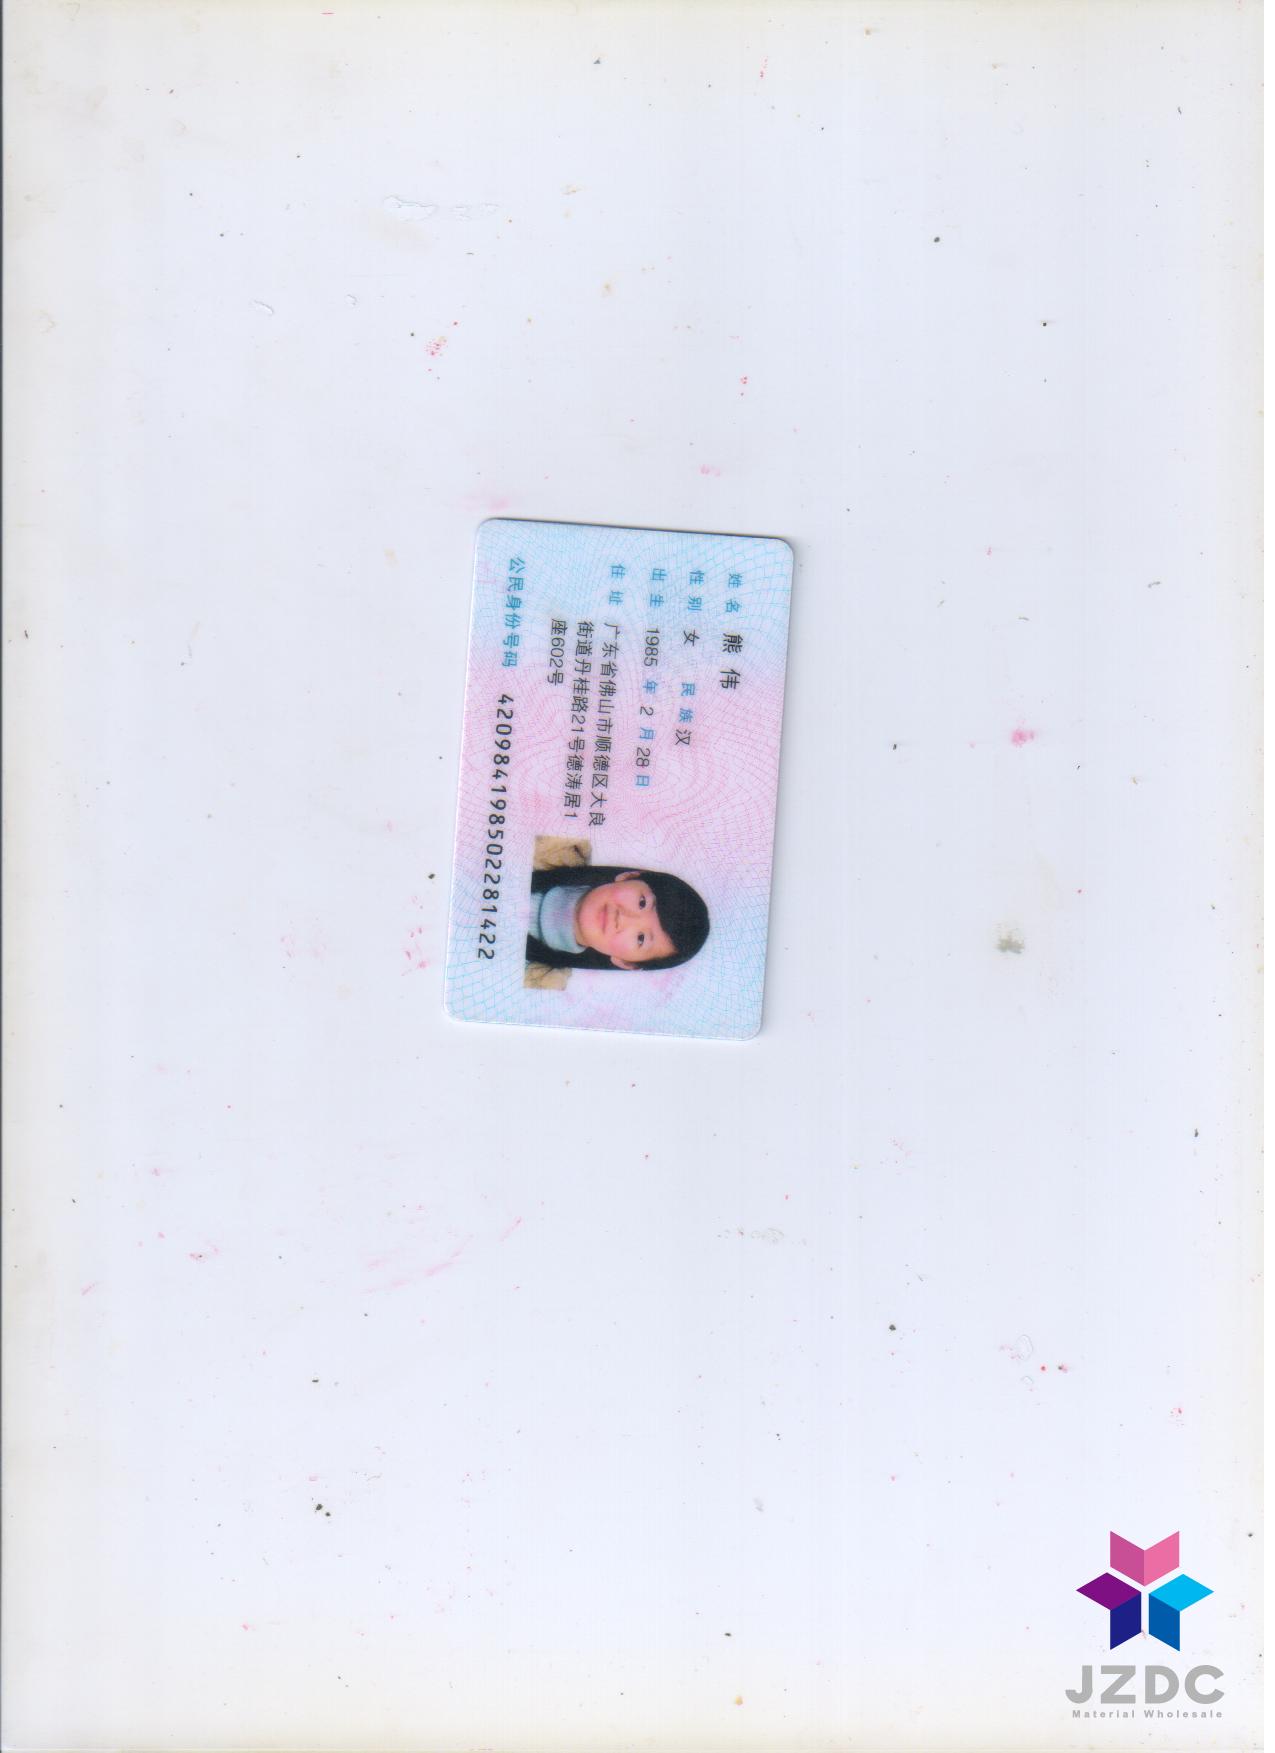 姓名 熊伟
性别 女 民族 汉
出生 1985 年 2 月 28 日
住址 广东省佛山市顺德区大良
街道丹桂路21号德涛居1
座602号
公民身份号码 420984198502281422
JZDC
Material Wholesale